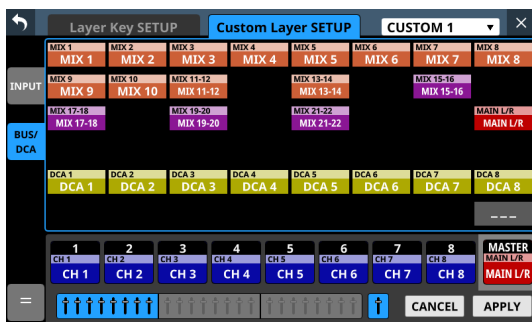 Layer Key SETUP Custom Layer SETUP CUSTOM 1
MIX 1 MIX 2 MIX 3 MIX 4 MIX 5 MIX 6 MIX 7 MIX 8
MIX 1 MIX 2 MIX 3 MIX 4 MIX 5 MIX 6 MIX 7 MIX 8
INPUT
MIX 9 MIX 10 MIX 11-12 MIX 13-14 MIX 15-16
MIX 9 MIX 10 MIX 11-12 MIX 13-14 MIX 15-16
MIX 17-18 MIX 19-20 MIX 21-22 MAIN L/R
MIX 17-18 MIX 19-20 MIX 21-22 MAIN L/R
BUS/
DCA
DCA 1 DCA 2 DCA 3 DCA 4 DCA 5 DCA 6 DCA 7 DCA 8
DCA 1 DCA 2 DCA 3 DCA 4 DCA 5 DCA 6 DCA 7 DCA 8
---
1 2 3 4 5 6 7 8 MASTER
CH 1 CH 2 CH 3 CH 4 CH 5 CH 6 CH 7 CH 8 MAIN L/R
CH 1 CH 2 CH 3 CH 4 CH 5 CH 6 CH 7 CH 8 MAIN L/R
CANCEL APPLY